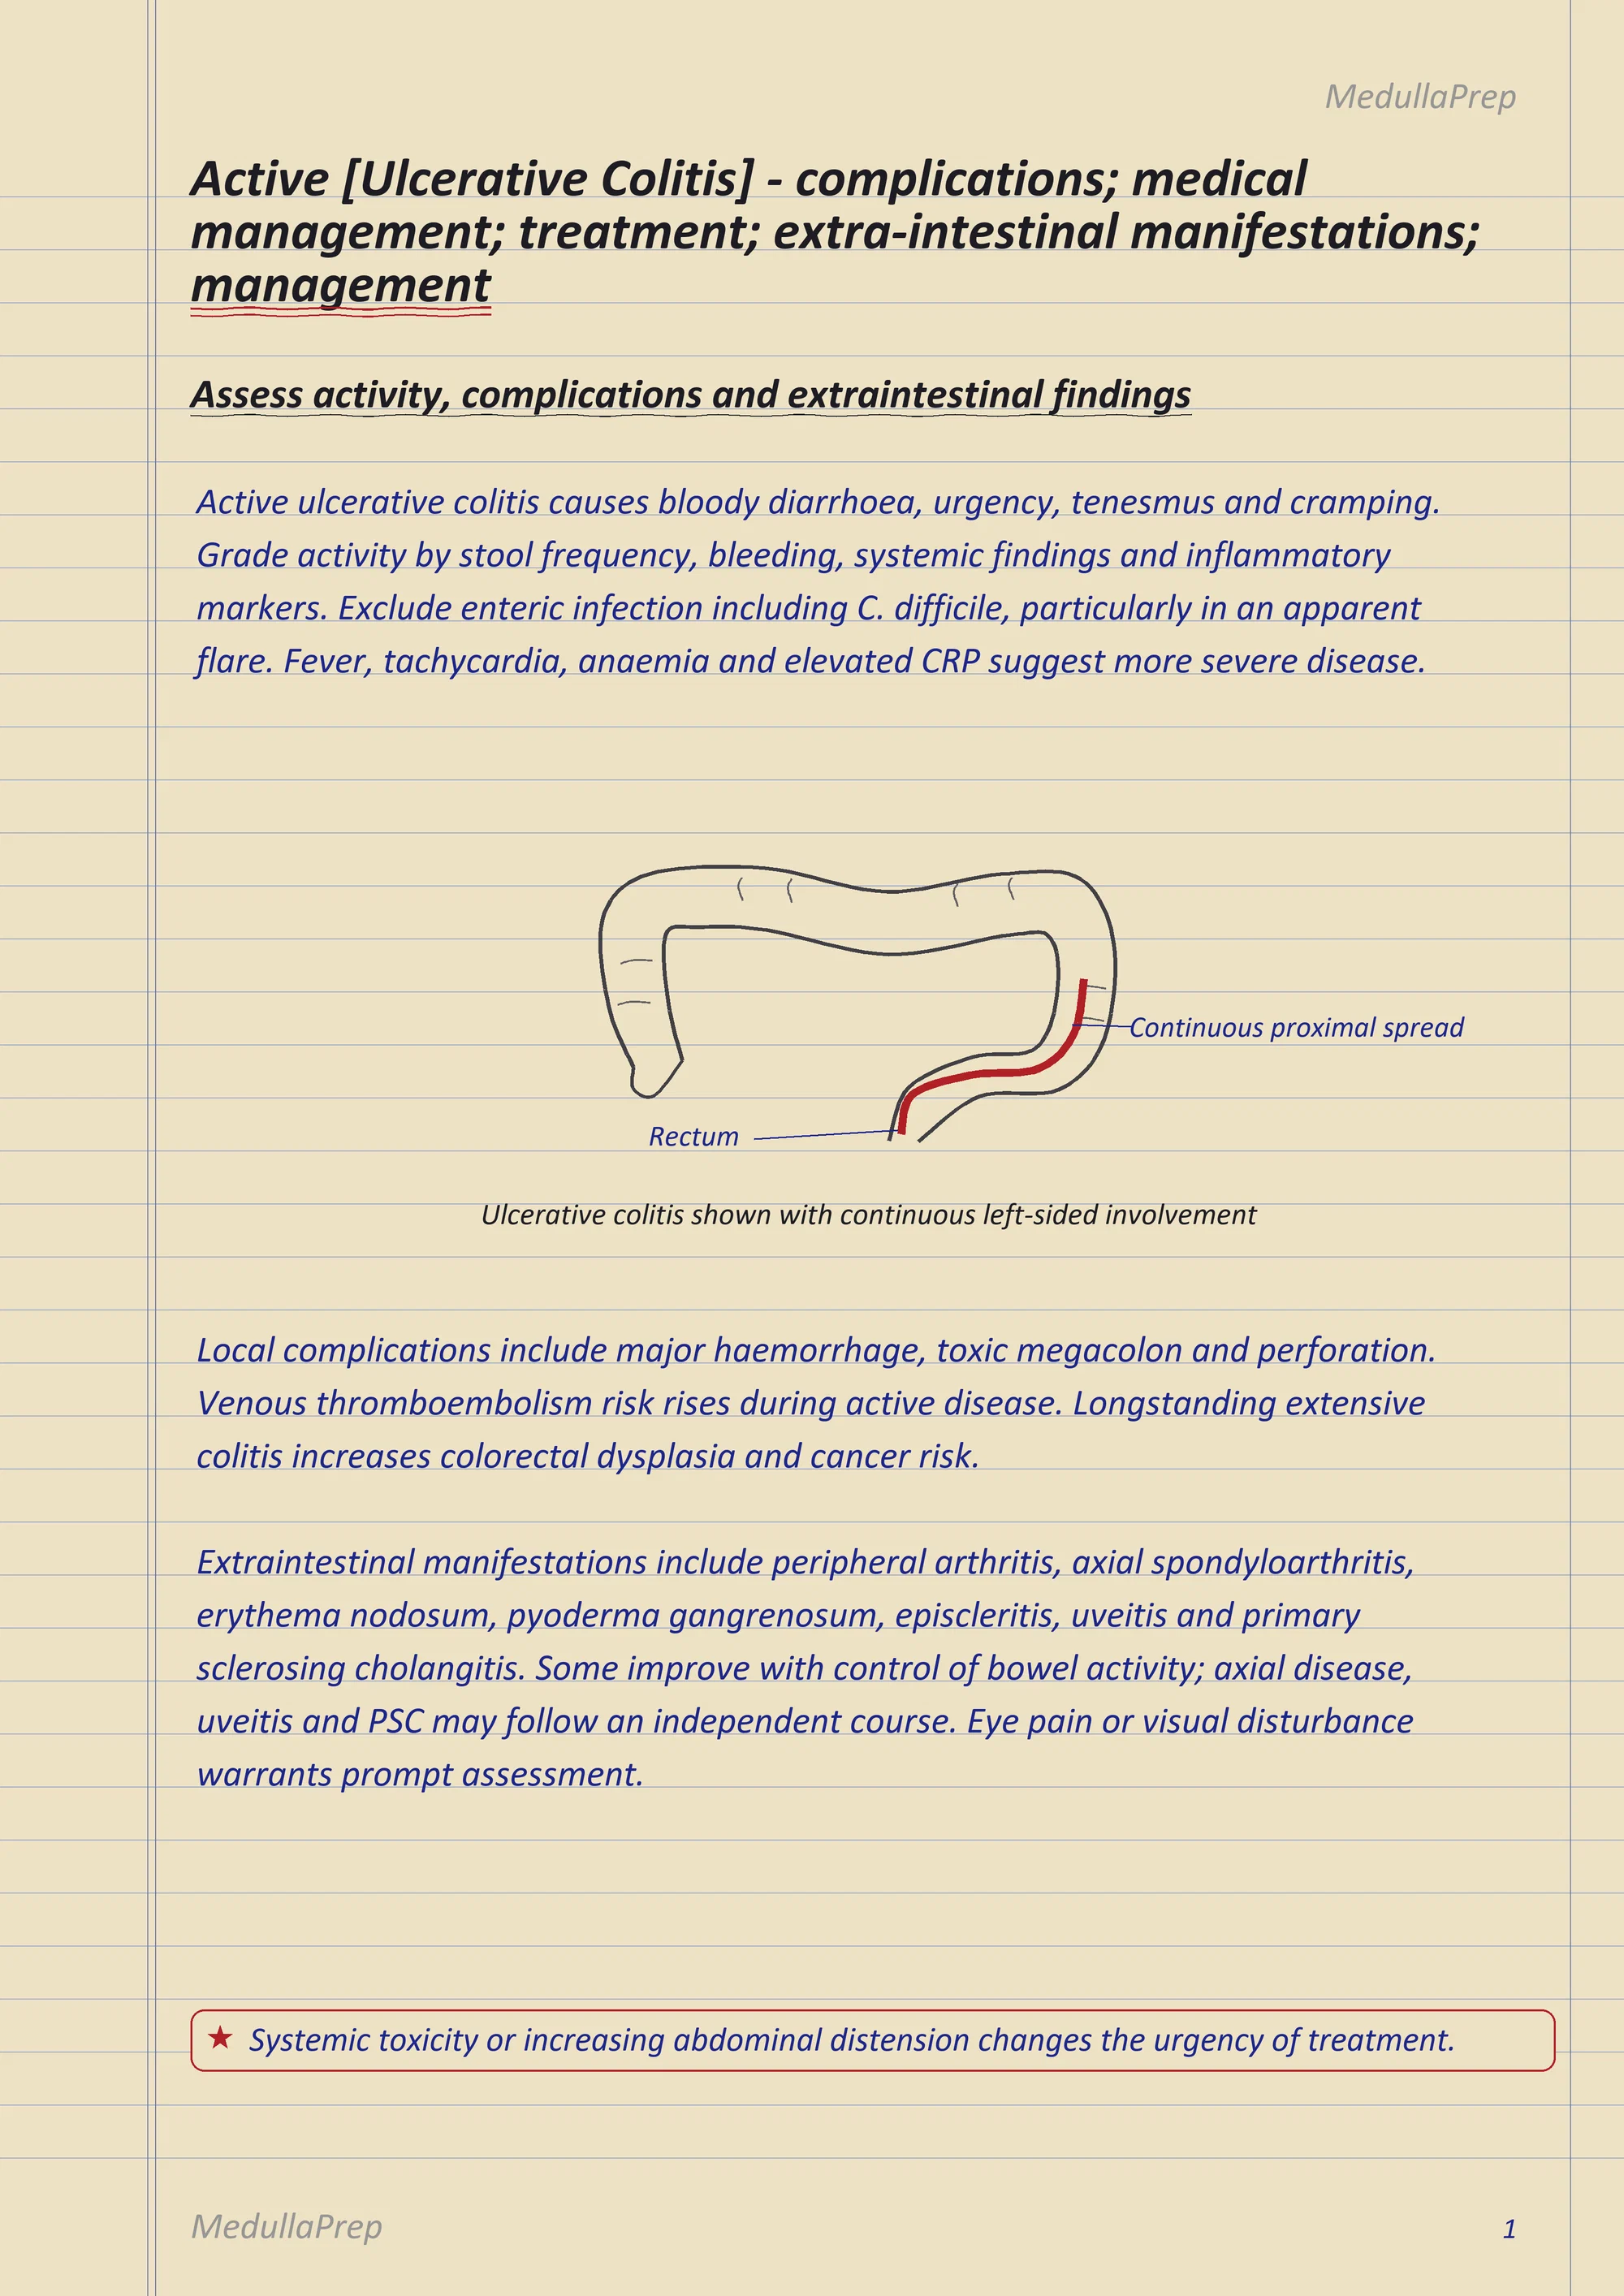 MedullaPrep
Active [Ulcerative Colitis] - complications; medical
management; treatment; extra-intestinal manifestations;
management
Assess activity, complications and extraintestinal findings
Active ulcerative colitis causes bloody diarrhoea, urgency, tenesmus and cramping.
Grade activity by stool frequency, bleeding, systemic findings and inflammatory
markers. Exclude enteric infection including C. difficile, particularly in an apparent
flare. Fever, tachycardia, anaemia and elevated CRP suggest more severe disease.
Continuous proximal spread
Rectum
Ulcerative colitis shown with continuous left-sided involvement
Local complications include major haemorrhage, toxic megacolon and perforation.
Venous thromboembolism risk rises during active disease. Longstanding extensive
colitis increases colorectal dysplasia and cancer risk.
Extraintestinal manifestations include peripheral arthritis, axial spondyloarthritis,
erythema nodosum, pyoderma gangrenosum, episcleritis, uveitis and primary
sclerosing cholangitis. Some improve with control of bowel activity; axial disease,
uveitis and PSC may follow an independent course. Eye pain or visual disturbance
warrants prompt assessment.
★ Systemic toxicity or increasing abdominal distension changes the urgency of treatment.
MedullaPrep
1